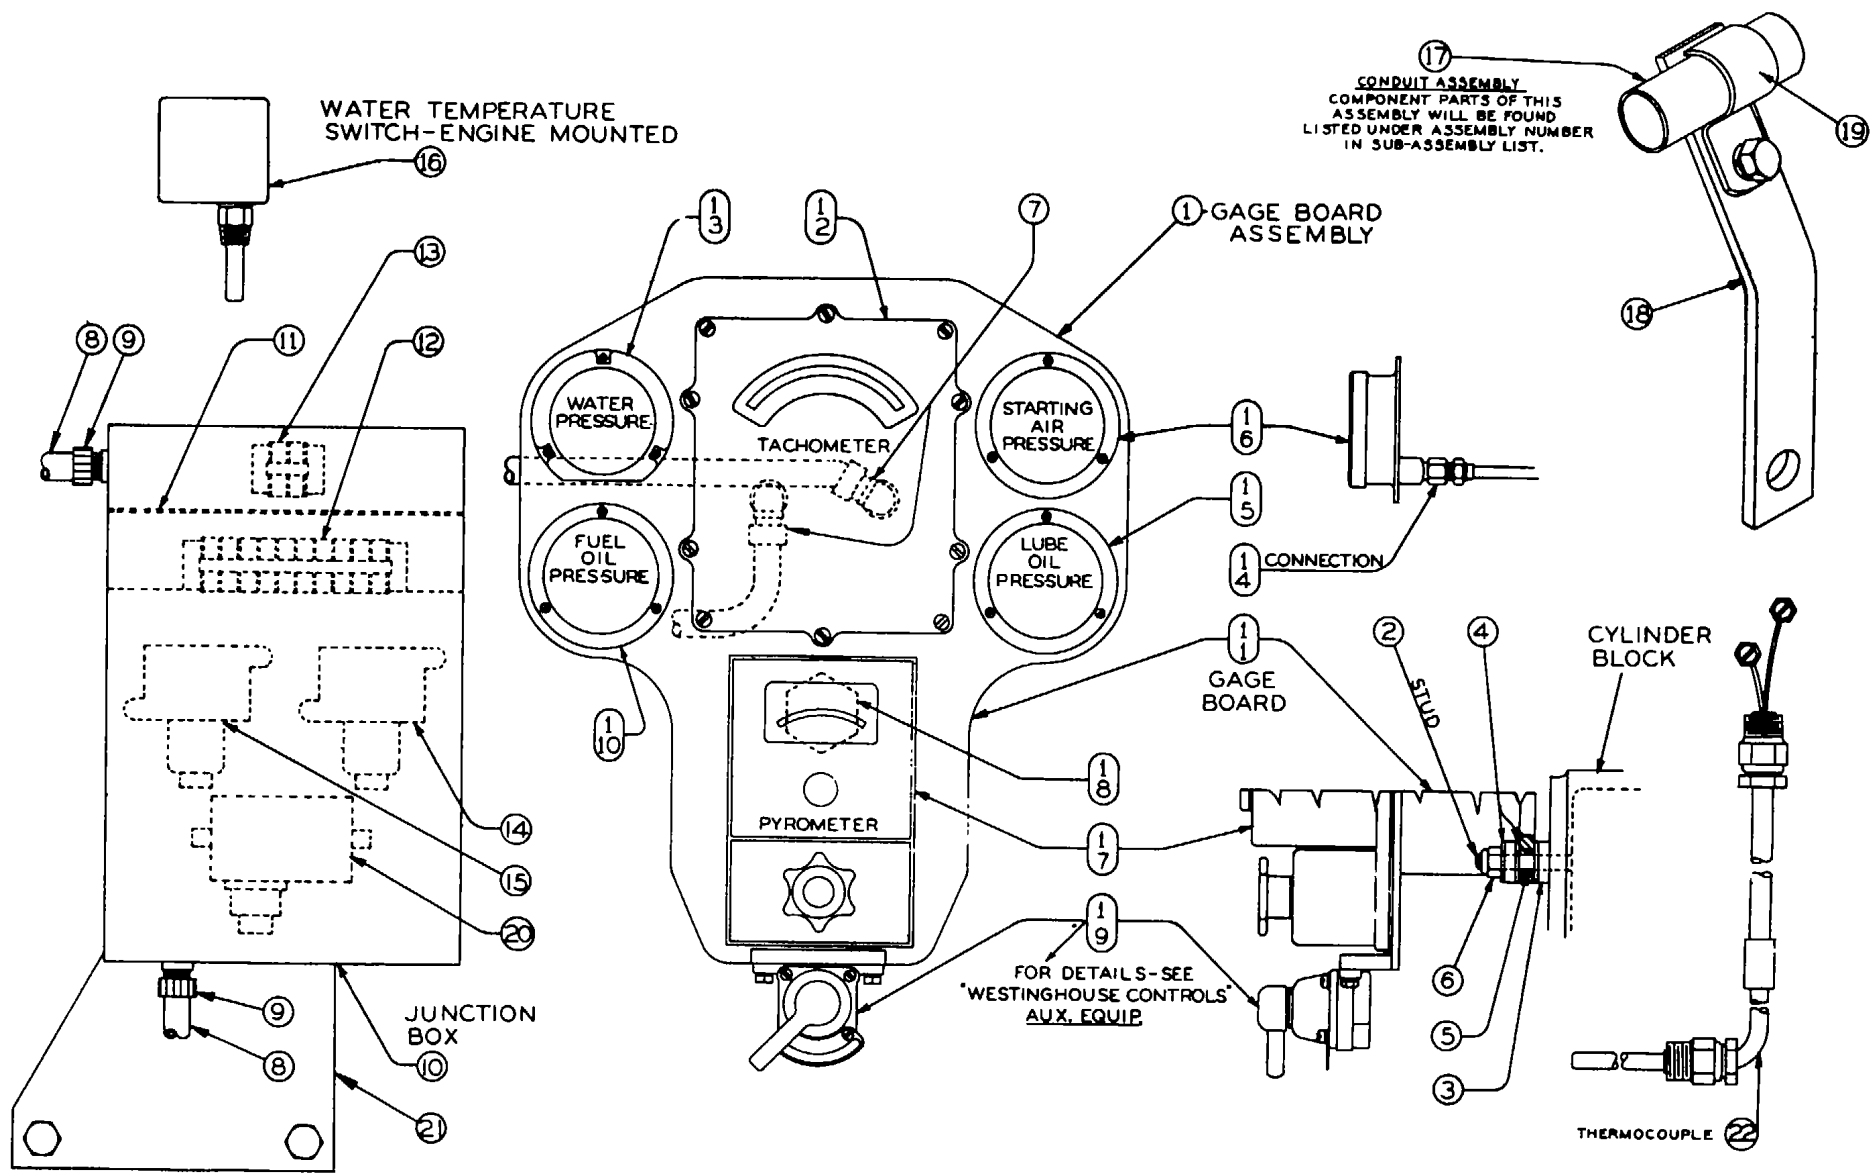 WATER TEMPERATURE
SWITCH-ENGINE MOUNTED
16
17
CONDUIT ASSEMBLY
COMPONENT PARTS OF THIS
ASSEMBLY WILL BE FOUND
LISTED UNDER ASSEMBLY NUMBER
IN SUB-ASSEMBLY LIST.
19
18
13
8
9
11
12
1
3
1
2
7
1
GAGE BOARD
ASSEMBLY
WATER
PRESSURE
TACHOMETER
STARTING
AIR
PRESSURE
1
6
FUEL
OIL
PRESSURE
LUBE
OIL
PRESSURE
1
5
1
4
CONNECTION
1
1
GAGE
BOARD
1
10
1
8
PYROMETER
1
7
1
9
FOR DETAILS-SEE
"WESTINGHOUSE CONTROLS"
AUX. EQUIP.
2
4
STUD
CYLINDER
BLOCK
6
5
3
14
15
20
9
8
JUNCTION
BOX
10
21
THERMOCOUPLE
22